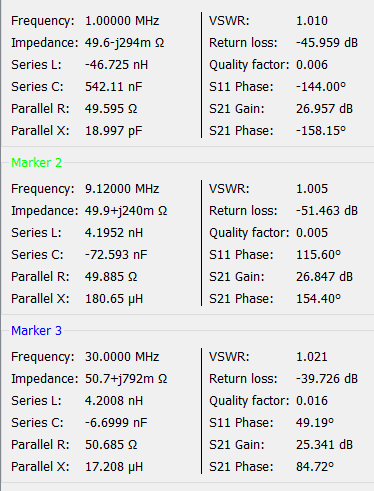 Frequency: 1.00000 MHz VSWR: 1.010
Impedance: 49.6-j294m Ω Return loss: -45.959 dB
Series L: -46.725 nH Quality factor: 0.006
Series C: 542.11 nF S11 Phase: -144.00°
Parallel R: 49.595 Ω S21 Gain: 26.957 dB
Parallel X: 18.997 pF S21 Phase: -158.15°
Marker 2
Frequency: 9.12000 MHz VSWR: 1.005
Impedance: 49.9+j240m Ω Return loss: -51.463 dB
Series L: 4.1952 nH Quality factor: 0.005
Series C: -72.593 nF S11 Phase: 115.60°
Parallel R: 49.885 Ω S21 Gain: 26.847 dB
Parallel X: 180.65 µH S21 Phase: 154.40°
Marker 3
Frequency: 30.0000 MHz VSWR: 1.021
Impedance: 50.7+j792m Ω Return loss: -39.726 dB
Series L: 4.2008 nH Quality factor: 0.016
Series C: -6.6999 nF S11 Phase: 49.19°
Parallel R: 50.685 Ω S21 Gain: 25.341 dB
Parallel X: 17.208 µH S21 Phase: 84.72°